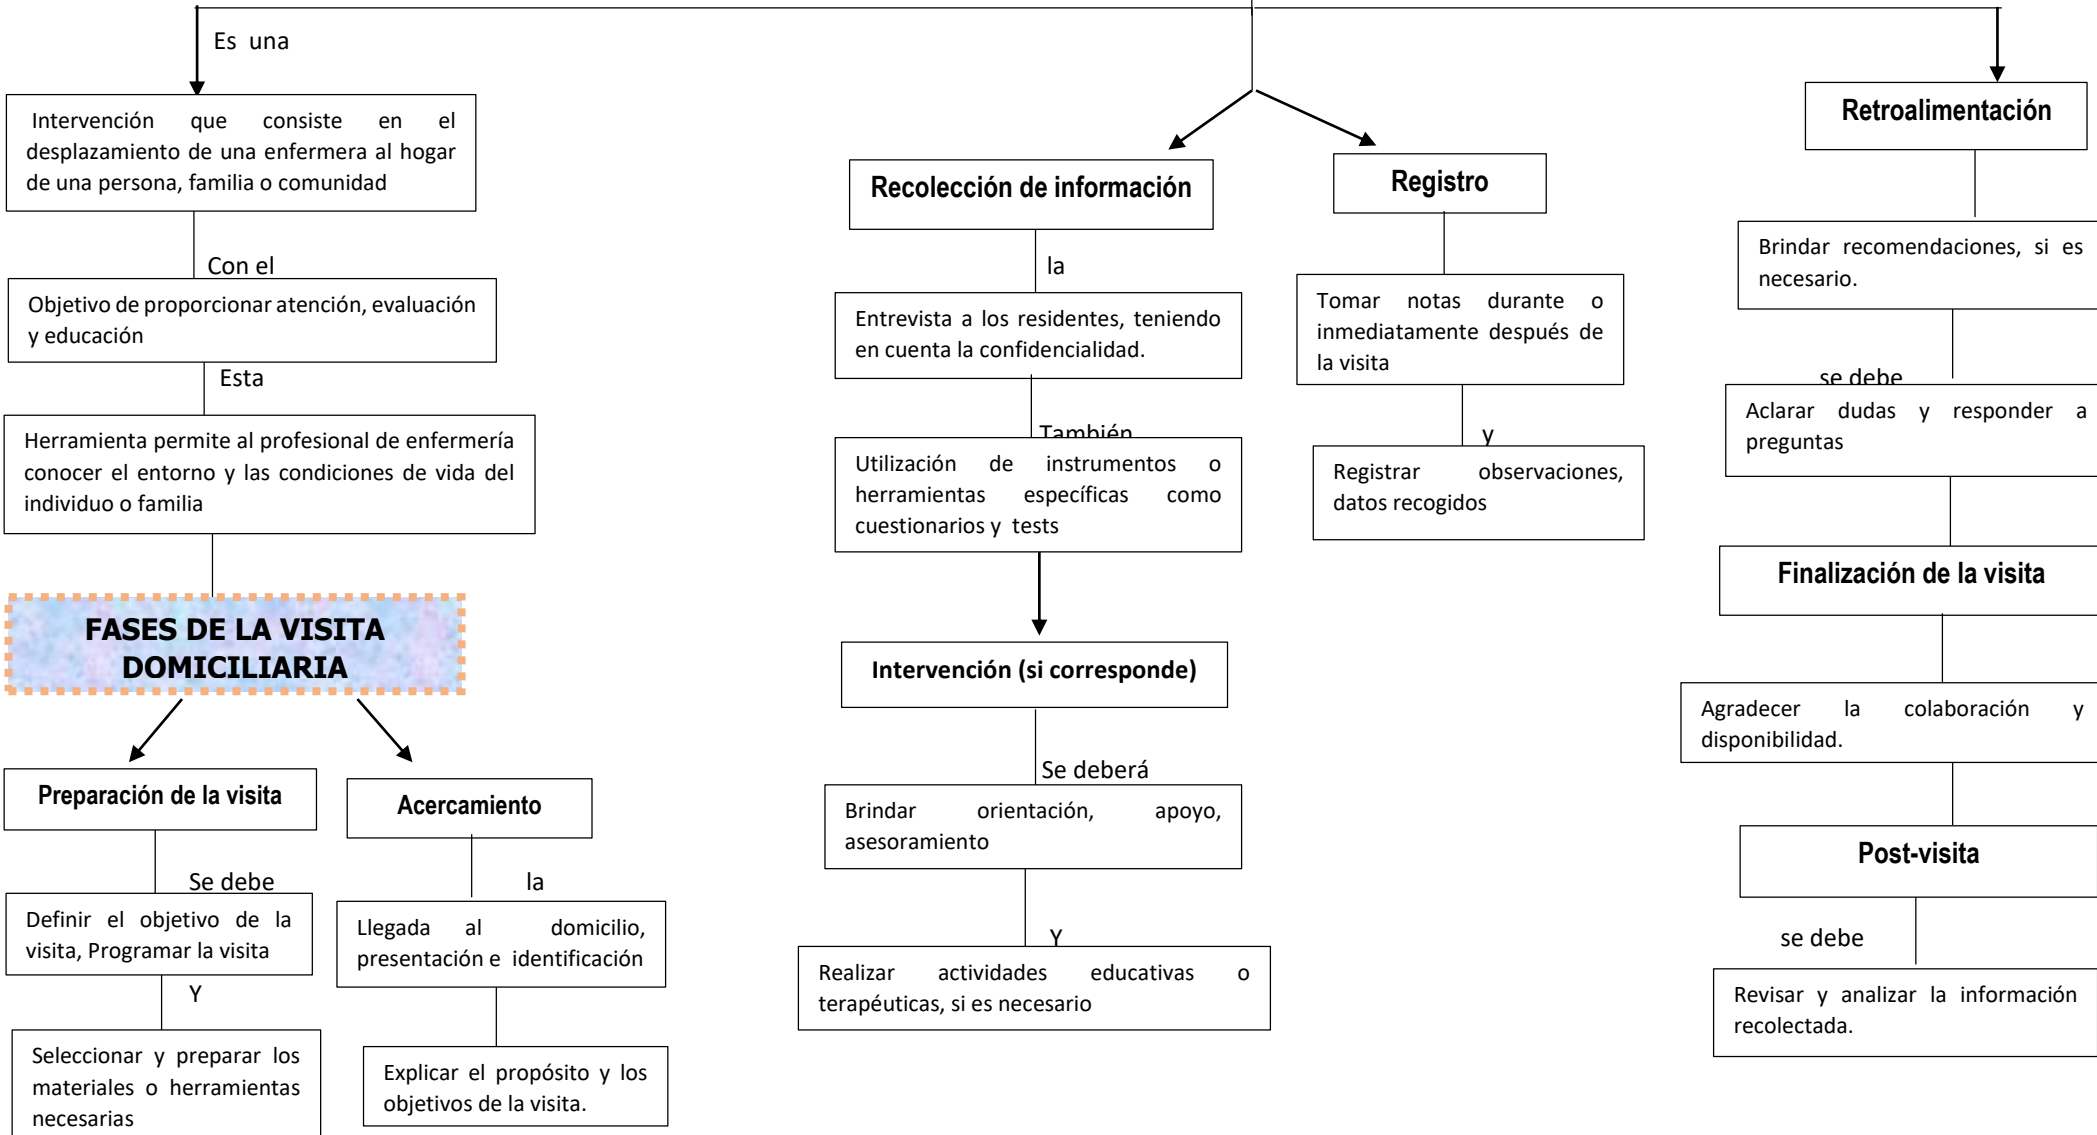 Es una
Intervención que consiste en el
desplazamiento de una enfermera al hogar
de una persona, familia o comunidad
Con el
Objetivo de proporcionar atención, evaluación
y educación
Esta
Herramienta permite al profesional de enfermería
conocer el entorno y las condiciones de vida del
individuo o familia
FASES DE LA VISITA
DOMICILIARIA
Preparación de la visita
Se debe
Definir el objetivo de la
visita, Programar la visita
Y
Seleccionar y preparar los
materiales o herramientas
necesarias
Acercamiento
la
Llegada al domicilio,
presentación e identificación
Explicar el propósito y los
objetivos de la visita.
Recolección de información
la
Entrevista a los residentes, teniendo
en cuenta la confidencialidad.
También
Utilización de instrumentos o
herramientas específicas como
cuestionarios y tests
Intervención (si corresponde)
Se deberá
Brindar orientación, apoyo,
asesoramiento
Y
Realizar actividades educativas o
terapéuticas, si es necesario
Registro
Tomar notas durante o
inmediatamente después de
la visita
y
Registrar observaciones,
datos recogidos
Retroalimentación
Brindar recomendaciones, si es
necesario.
se debe
Aclarar dudas y responder a
preguntas
Finalización de la visita
Agradecer la colaboración y
disponibilidad.
Post-visita
se debe
Revisar y analizar la información
recolectada.